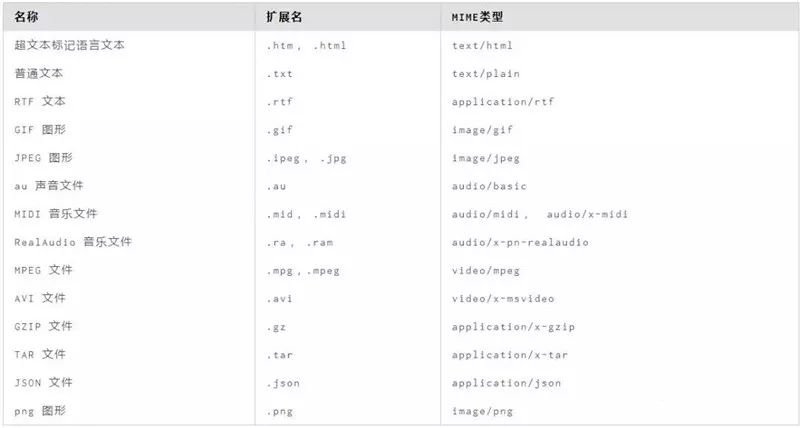 名称 扩展名 MIME类型
超文本标记语言文本 .htm, .html text/html
普通文本 .txt text/plain
RTF 文本 .rtf application/rtf
GIF 图形 .gif image/gif
JPEG 图形 .ipeg, .jpg image/jpeg
au 声音文件 .au audio/basic
MIDI 音乐文件 .mid, .midi audio/midi, audio/x-midi
RealAudio 音乐文件 .ra, .ram audio/x-pn-realaudio
MPEG 文件 .mpg,.mpeg video/mpeg
AVI 文件 .avi video/x-msvideo
GZIP 文件 .gz application/x-gzip
TAR 文件 .tar application/x-tar
JSON 文件 .json application/json
png 图形 .png image/png